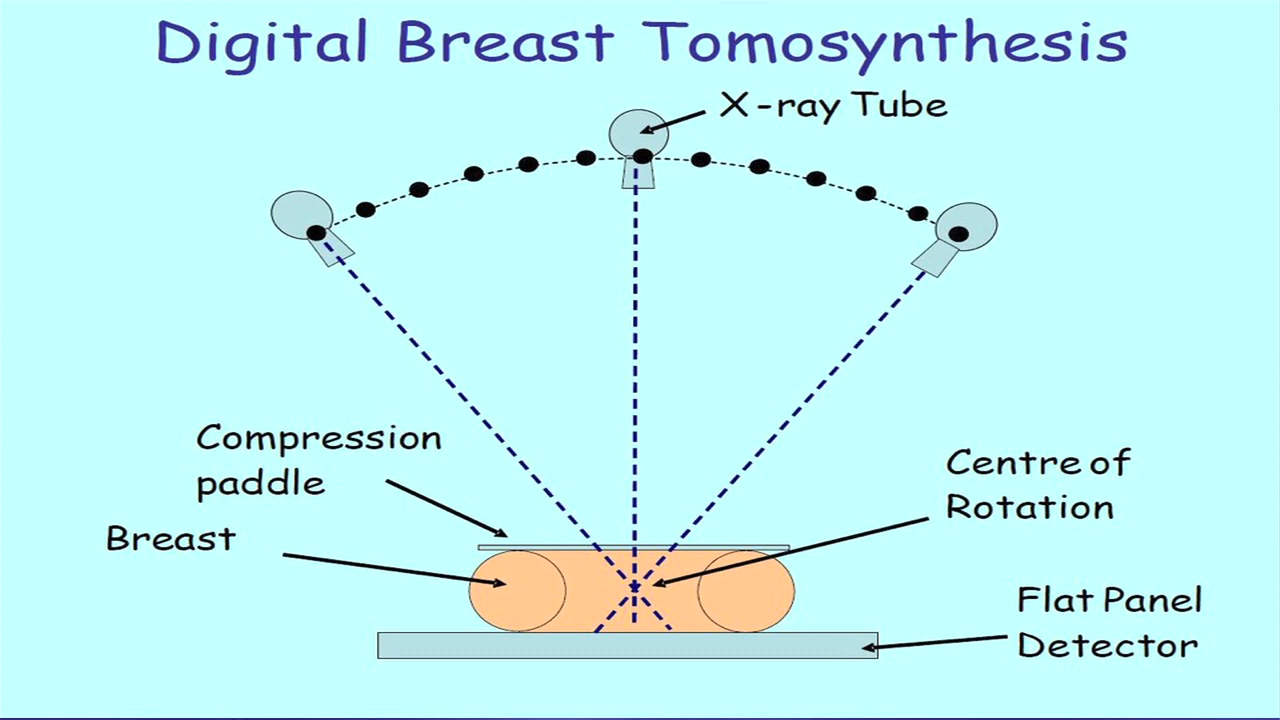 Digital Breast Tomosynthesis
X-ray Tube
Compression
paddle
Breast
Centre of
Rotation
Flat Panel
Detector